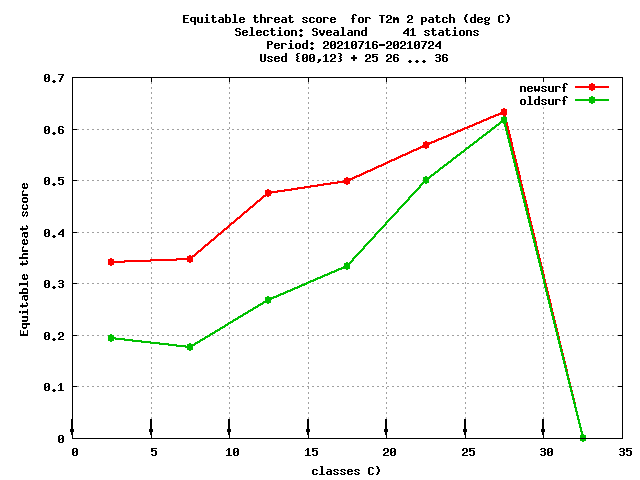 Equitable threat score  for T2m 2 patch (deg C)
Selection: Svealand     41 stations
Period: 20210716-20210724
Used {00,12} + 25 26 ... 36
newsurf
oldsurf
0.7
0.6
0.5
0.4
0.3
0.2
0.1
0
Equitable threat score
0 5 10 15 20 25 30 35
classes C)